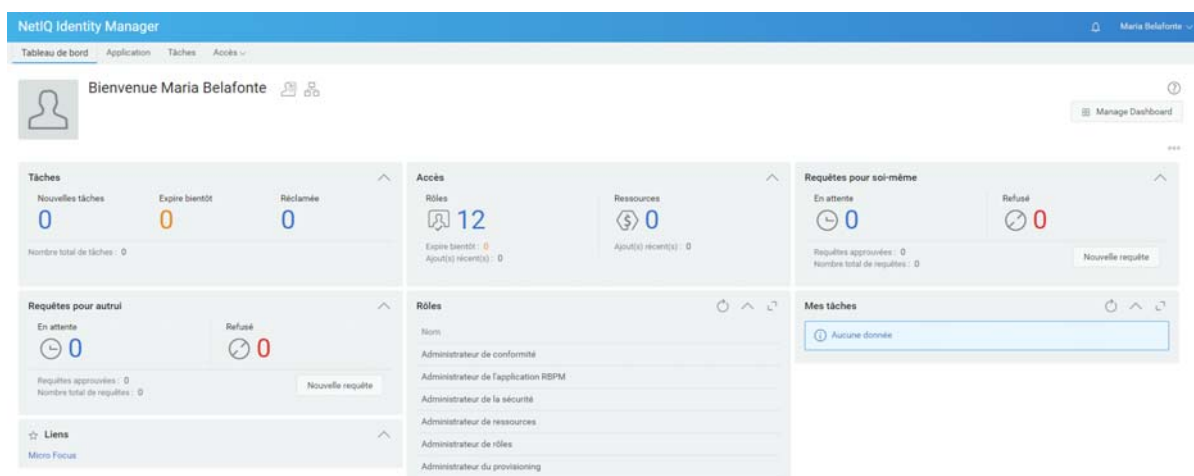 NetIQ Identity Manager
Maria Belafonte
Tableau de bord Application Tâches Accès
Bienvenue Maria Belafonte
Manage Dashboard
Tâches
Nouvelles tâches Expire bientôt Réclamée
0 0 0
Nombre total de tâches : 0
Accès
Rôles Ressources
12 0
Expire bientôt : 0
Ajout(s) récent(s) : 0 Ajout(s) récent(s) : 0
Requêtes pour soi-même
En attente Refusé
0 0
Requêtes approuvées : 0
Nombre total de requêtes : 0
Nouvelle requête
Requêtes pour autrui
En attente Refusé
0 0
Requêtes approuvées : 0
Nombre total de requêtes : 0
Nouvelle requête
Liens
Micro Focus
Rôles
Nom
Administrateur de conformité
Administrateur de l'application RBPM
Administrateur de la sécurité
Administrateur de ressources
Administrateur de rôles
Administrateur du provisioning
Mes tâches
Aucune donnée